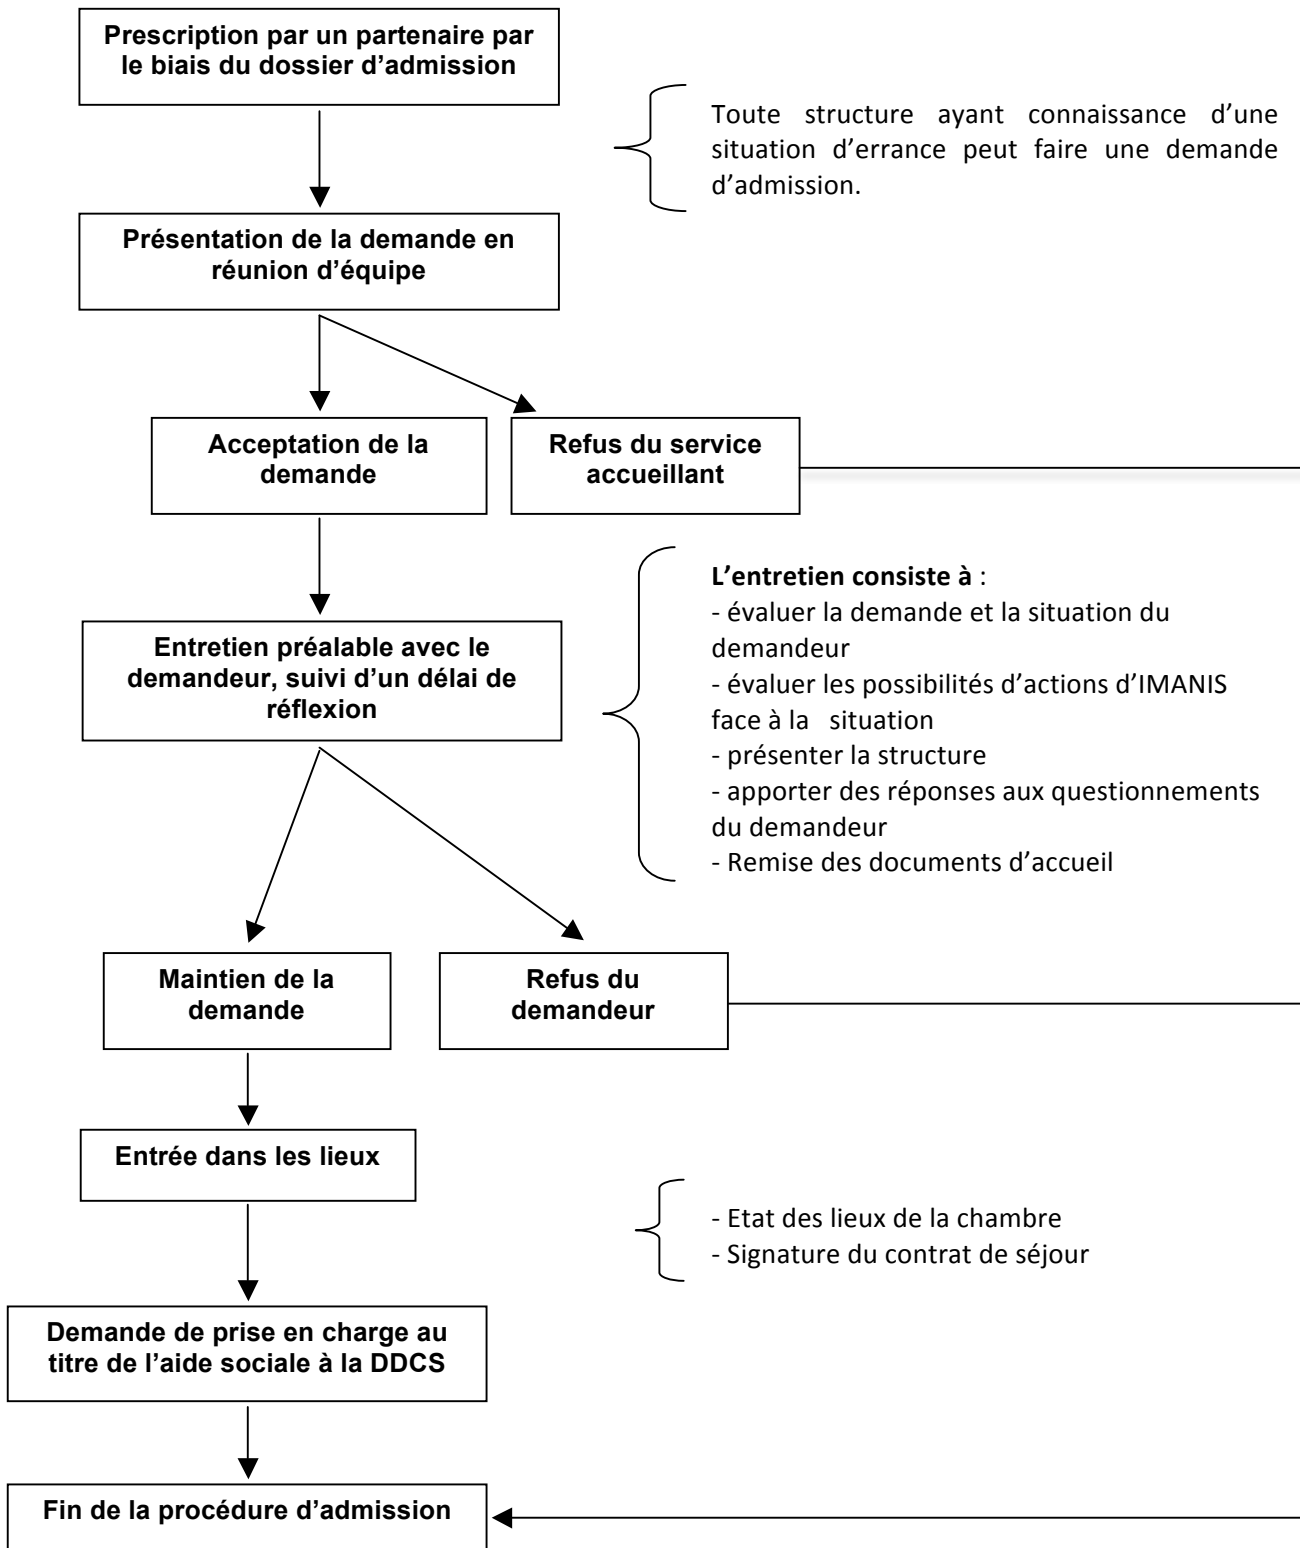 Prescription par un partenaire par
le biais du dossier d’admission
Toute structure ayant connaissance d’une
situation d’errance peut faire une demande
d’admission.
Présentation de la demande en
réunion d’équipe
Acceptation de la
demande
Refus du service
accueillant
L’entretien consiste à :
- évaluer la demande et la situation du
demandeur
- évaluer les possibilités d’actions d’IMANIS
face à la situation
- présenter la structure
- apporter des réponses aux questionnements
du demandeur
- Remise des documents d’accueil
Entretien préalable avec le
demandeur, suivi d’un délai de
réflexion
Maintien de la
demande
Refus du
demandeur
Entrée dans les lieux
- Etat des lieux de la chambre
- Signature du contrat de séjour
Demande de prise en charge au
titre de l’aide sociale à la DDCS
Fin de la procédure d’admission